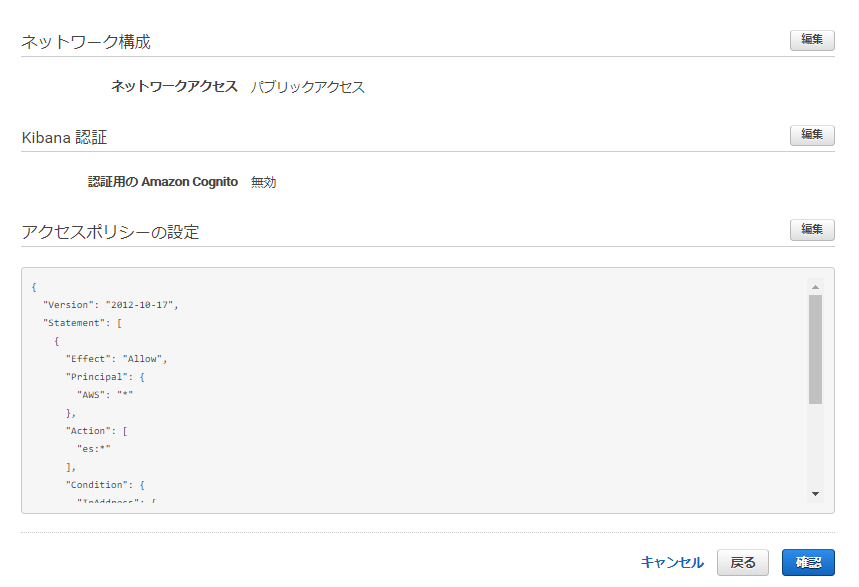 ネットワーク構成
編集
ネットワークアクセス パブリックアクセス
Kibana 認証
編集
認証用の Amazon Cognito 無効
アクセスポリシーの設定
編集
{
"Version": "2012-10-17",
"Statement": [
{
"Effect": "Allow",
"Principal": {
"AWS": "*"
},
"Action": [
"es:*"
],
"Condition": {
"IpAddress": {
キャンセル 戻る 確認